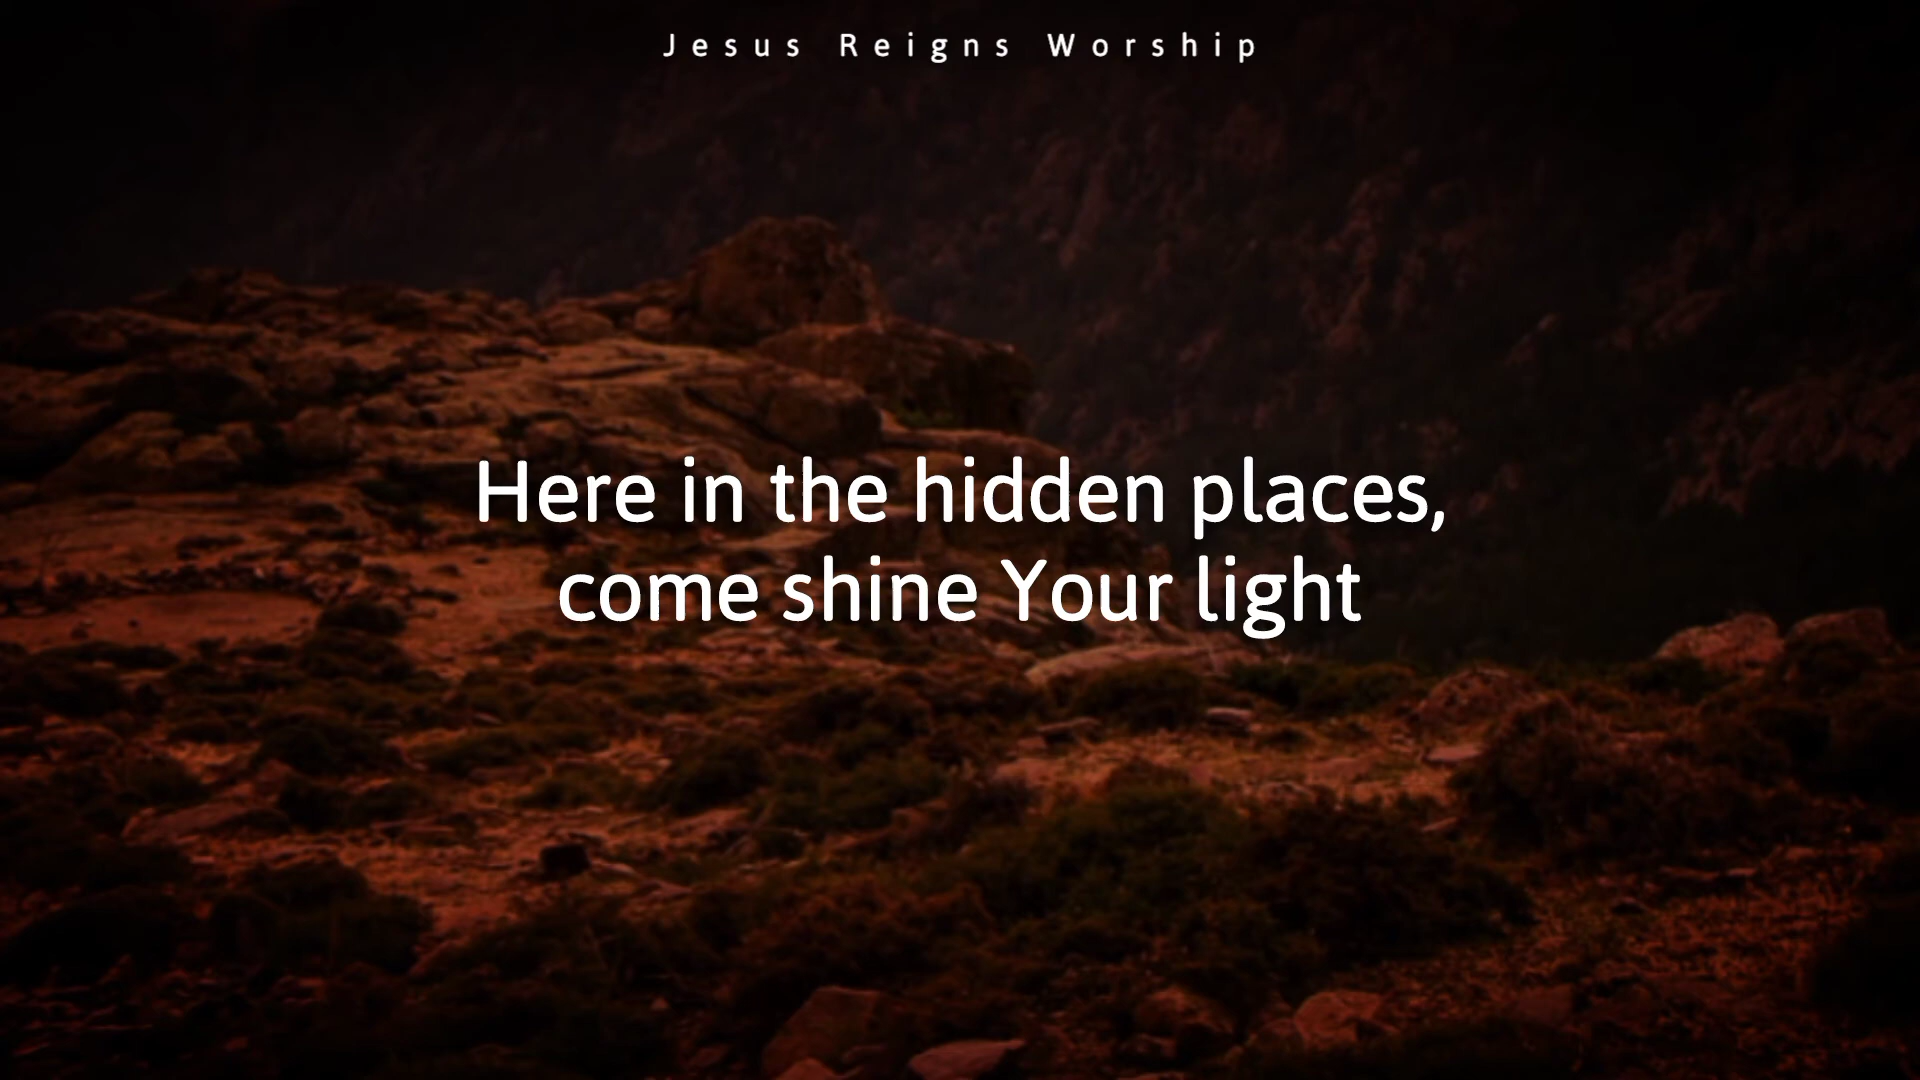 Jesus Reigns Worship
Here in the hidden places,
come shine Your light